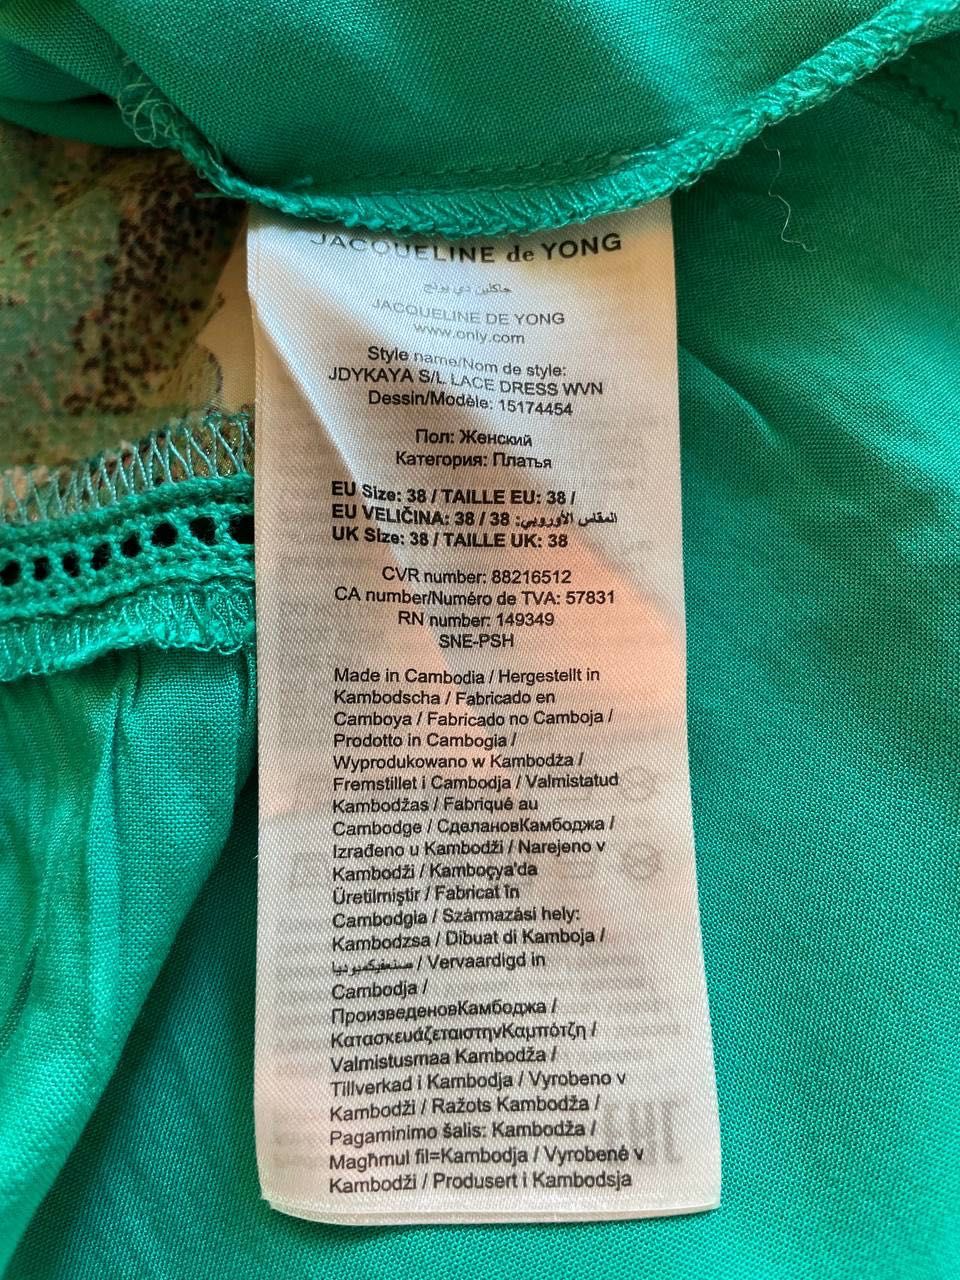 JACQUELINE de YONG
جاكلين دي يونج
JACQUELINE DE YONG
www.only.com
Style name/Nom de style:
JDYKAYA S/L LACE DRESS WVN
Dessin/Modèle: 15174454
Пол: Женский
Категория: Платья
EU Size: 38 / TAILLE EU: 38 /
EU VELIČINA: 38 / 38 :المقاس الأوروبي
UK Size: 38 / TAILLE UK: 38
CVR number: 88216512
CA number/Numéro de TVA: 57831
RN number: 149349
SNE-PSH
Made in Cambodia / Hergestellt in
Kambodscha / Fabricado en
Camboya / Fabricado no Camboja /
Prodotto in Cambogia /
Wyprodukowano w Kambodża /
Fremstillet i Cambodja / Valmistatud
Kambodžas / Fabriqué au
Cambodge / СделановКамбоджа /
Izrađeno u Kambodži / Narejeno v
Kambodži / Kamboçya'da
Üretilmiştir / Fabricat în
Cambodgia / Származási hely:
Kambodzsa / Dibuat di Kamboja /
صنعفيكمبوديا / Vervaardigd in
Cambodja /
ПроизведеновКамбоджа /
ΚατασκευάζεταιστηνΚαμπότζη /
Valmistusmaa Kambodža /
Tillverkad i Kambodja / Vyrobeno v
Kambodži / Ražots Kambodža /
Pagaminimo šalis: Kambodža /
Magħmul fil=Kambodja / Vyrobené v
Kambodži / Produsert i Kambodsja